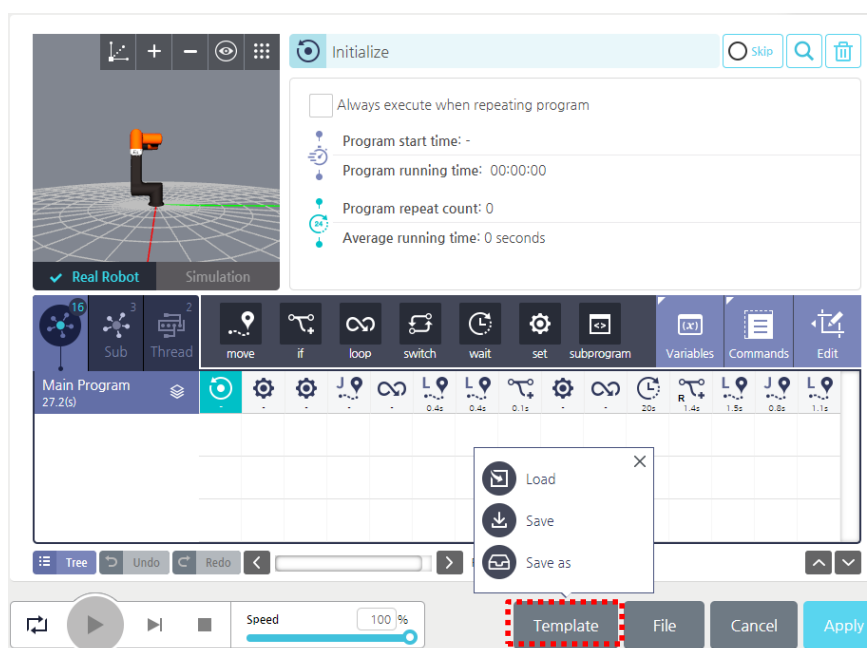 Initialize
Skip
Always execute when repeating program
Program start time: -
Program running time: 00:00:00
24
Program repeat count: 0
Average running time: 0 seconds
Real Robot
Simulation
16
3
2
Sub
Thread
move
if
loop
switch
wait
set
subprogram
(x)
Variables
Commands
Edit
Main Program
27.2(s)
J
L
L
R
L
J
L
- - - - - 0.4s 0.4s 0.1s - - 20s 1.4s 1.5s 0.8s 1.1s
Load
Save
Save as
Tree
Undo
Redo
Speed
100 %
Template
File
Cancel
Apply